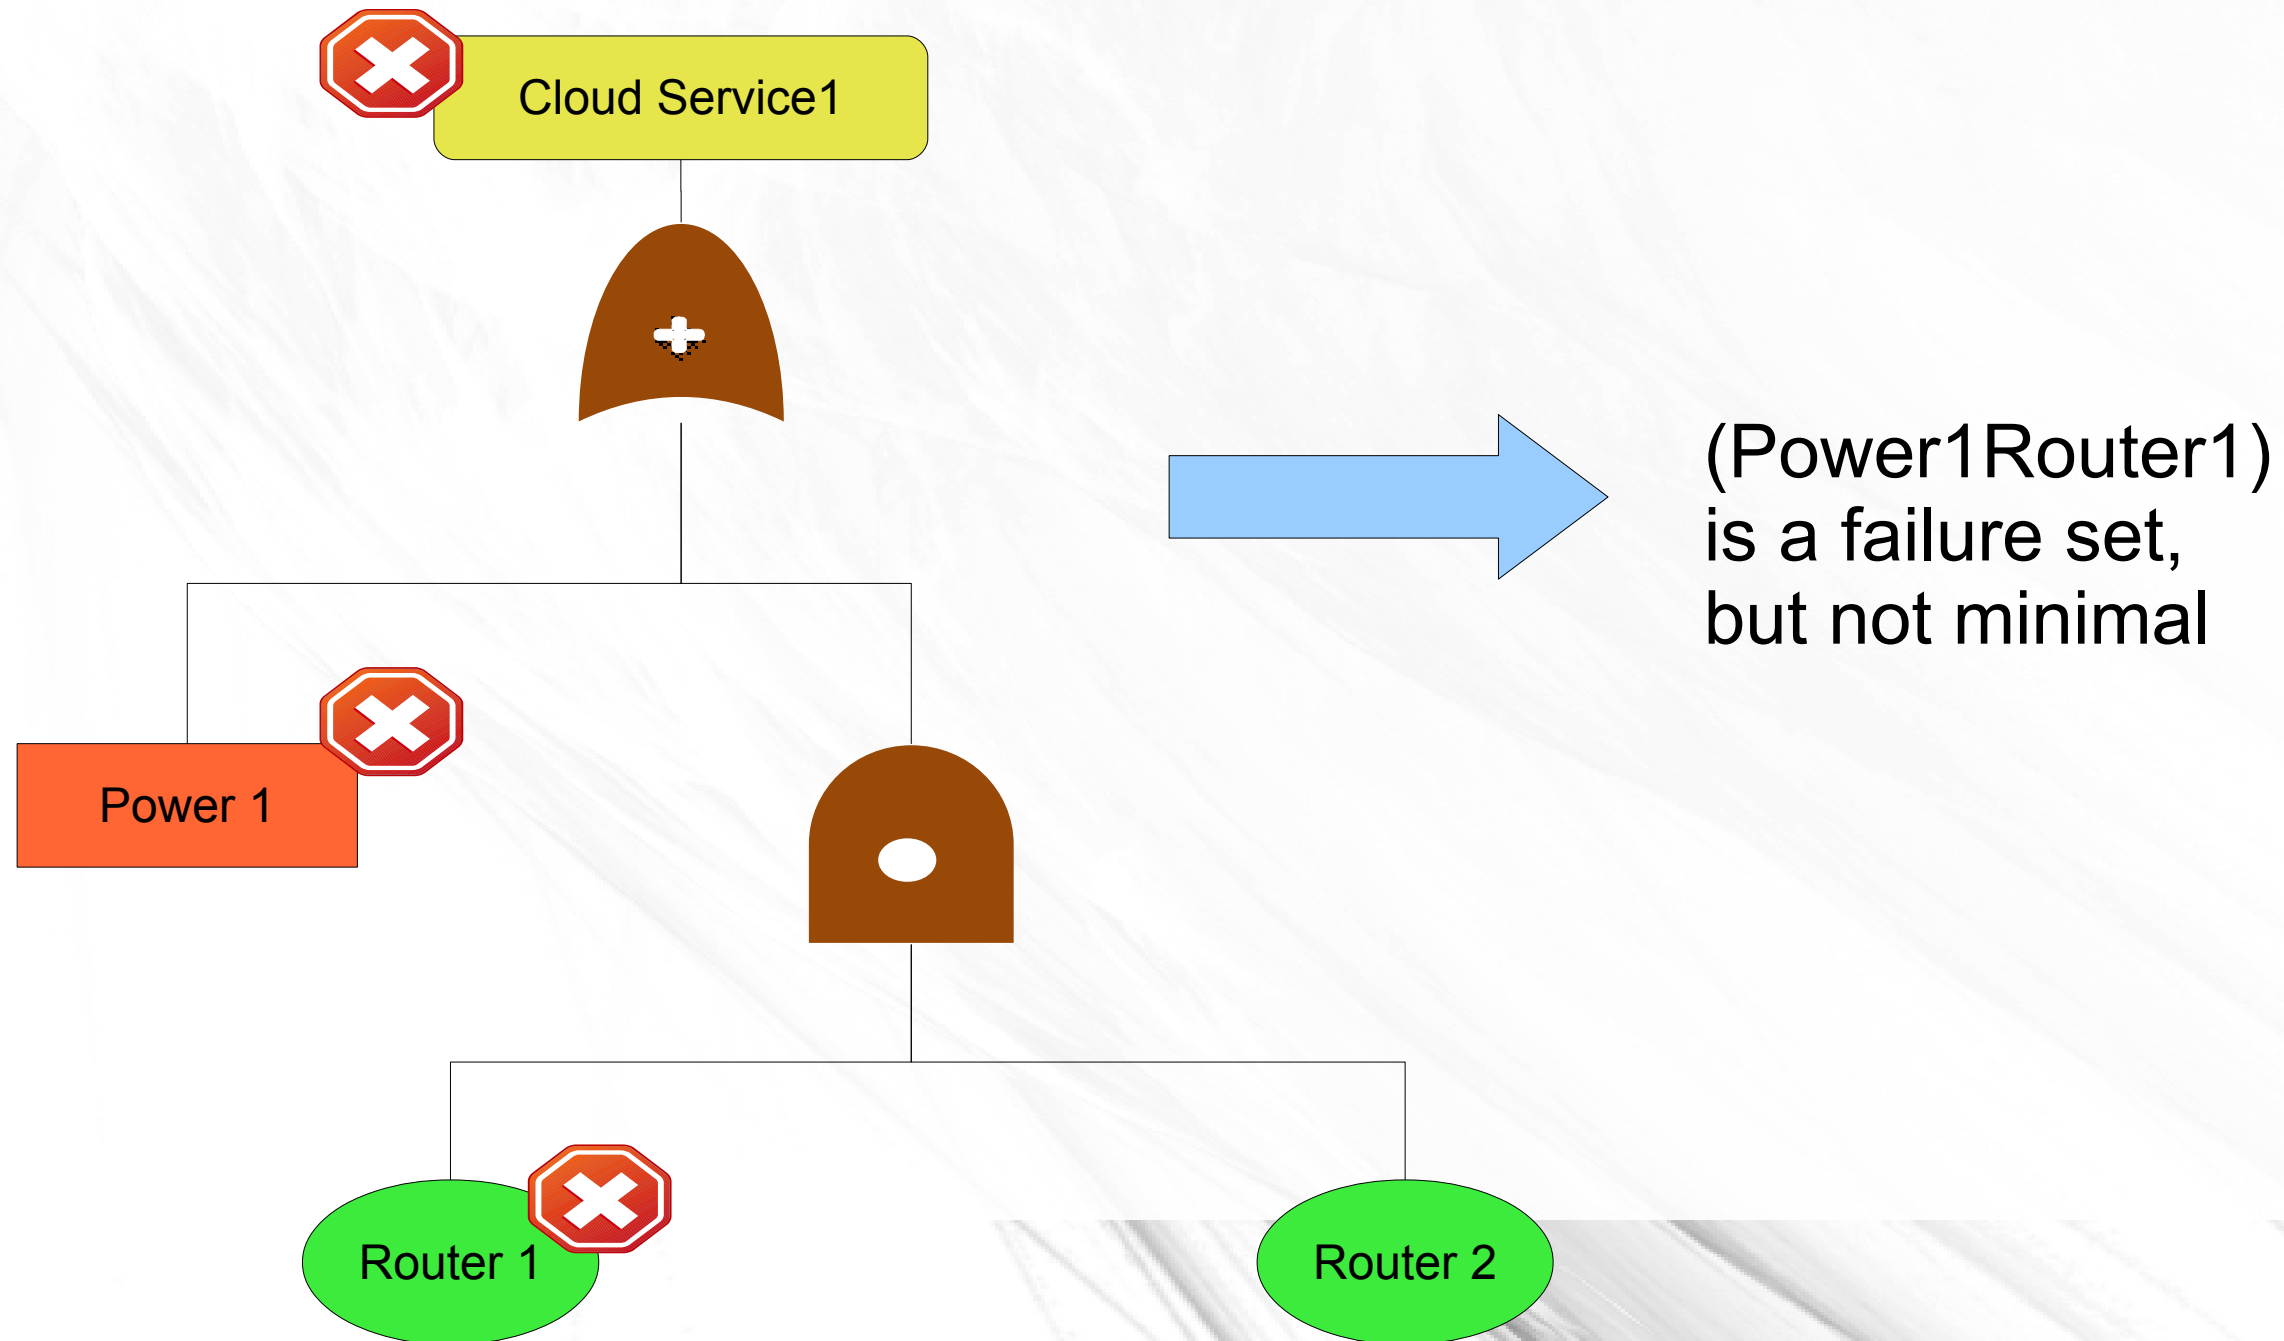 Cloud Service1
(Power1Router1)
is a failure set,
but not minimal
Power 1
Router 1
Router 2